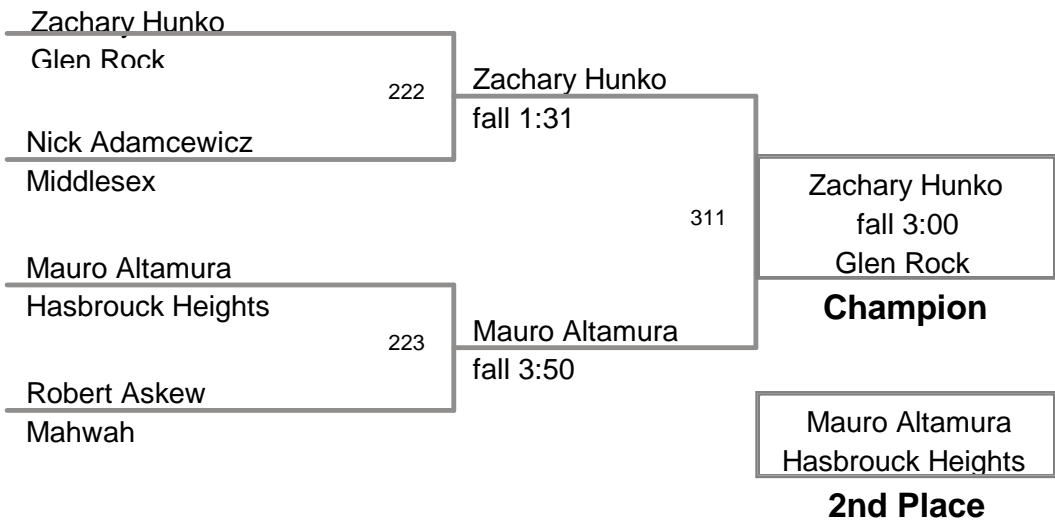 Zachary Hunko
Glen Rock
222
Zachary Hunko
fall 1:31
Nick Adamcewicz
Middlesex
Zachary Hunko
fall 3:00
Glen Rock
Champion
311
Mauro Altamura
Hasbrouck Heights
223
Mauro Altamura
fall 3:50
Robert Askew
Mahwah
Mauro Altamura
Hasbrouck Heights
2nd Place